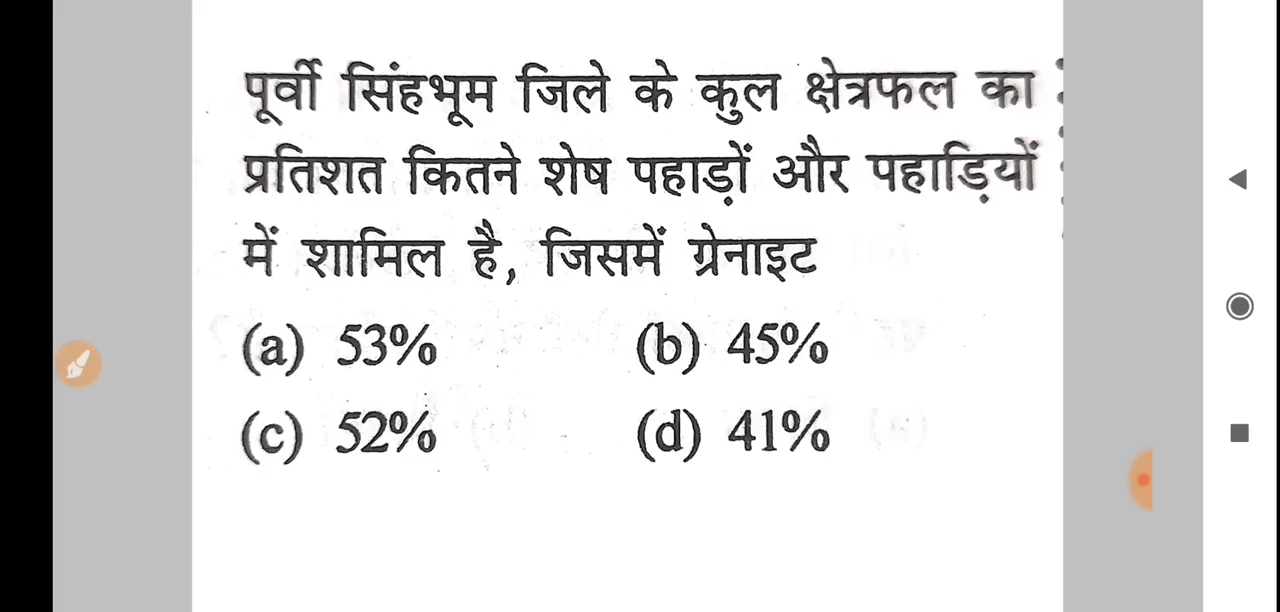 पूर्वी सिंहभूम जिले के कुल क्षेत्रफल का
प्रतिशत कितने शेष पहाड़ों और पहाड़ियों
में शामिल है, जिसमें ग्रेनाइट
(a) 53% (b) 45%
(c) 52% (d) 41%